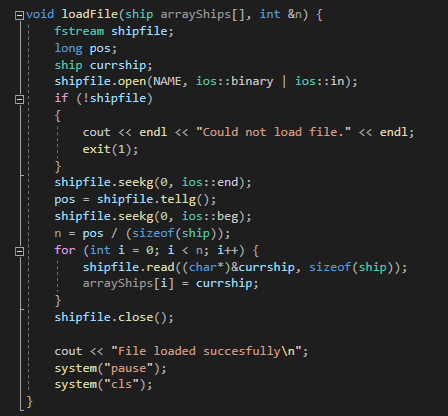 void loadFile(ship arrayShips[], int &n) {
    fstream shipfile;
    long pos;
    ship currship;
    shipfile.open(NAME, ios::binary | ios::in);
    if (!shipfile)
    {
        cout << endl << "Could not load file." << endl;
        exit(1);
    }
    shipfile.seekg(0, ios::end);
    pos = shipfile.tellg();
    shipfile.seekg(0, ios::beg);
    n = pos / (sizeof(ship));
    for (int i = 0; i < n; i++) {
        shipfile.read((char*)&currship, sizeof(ship));
        arrayShips[i] = currship;
    }
    shipfile.close();

    cout << "File loaded succesfully\n";
    system("pause");
    system("cls");
}